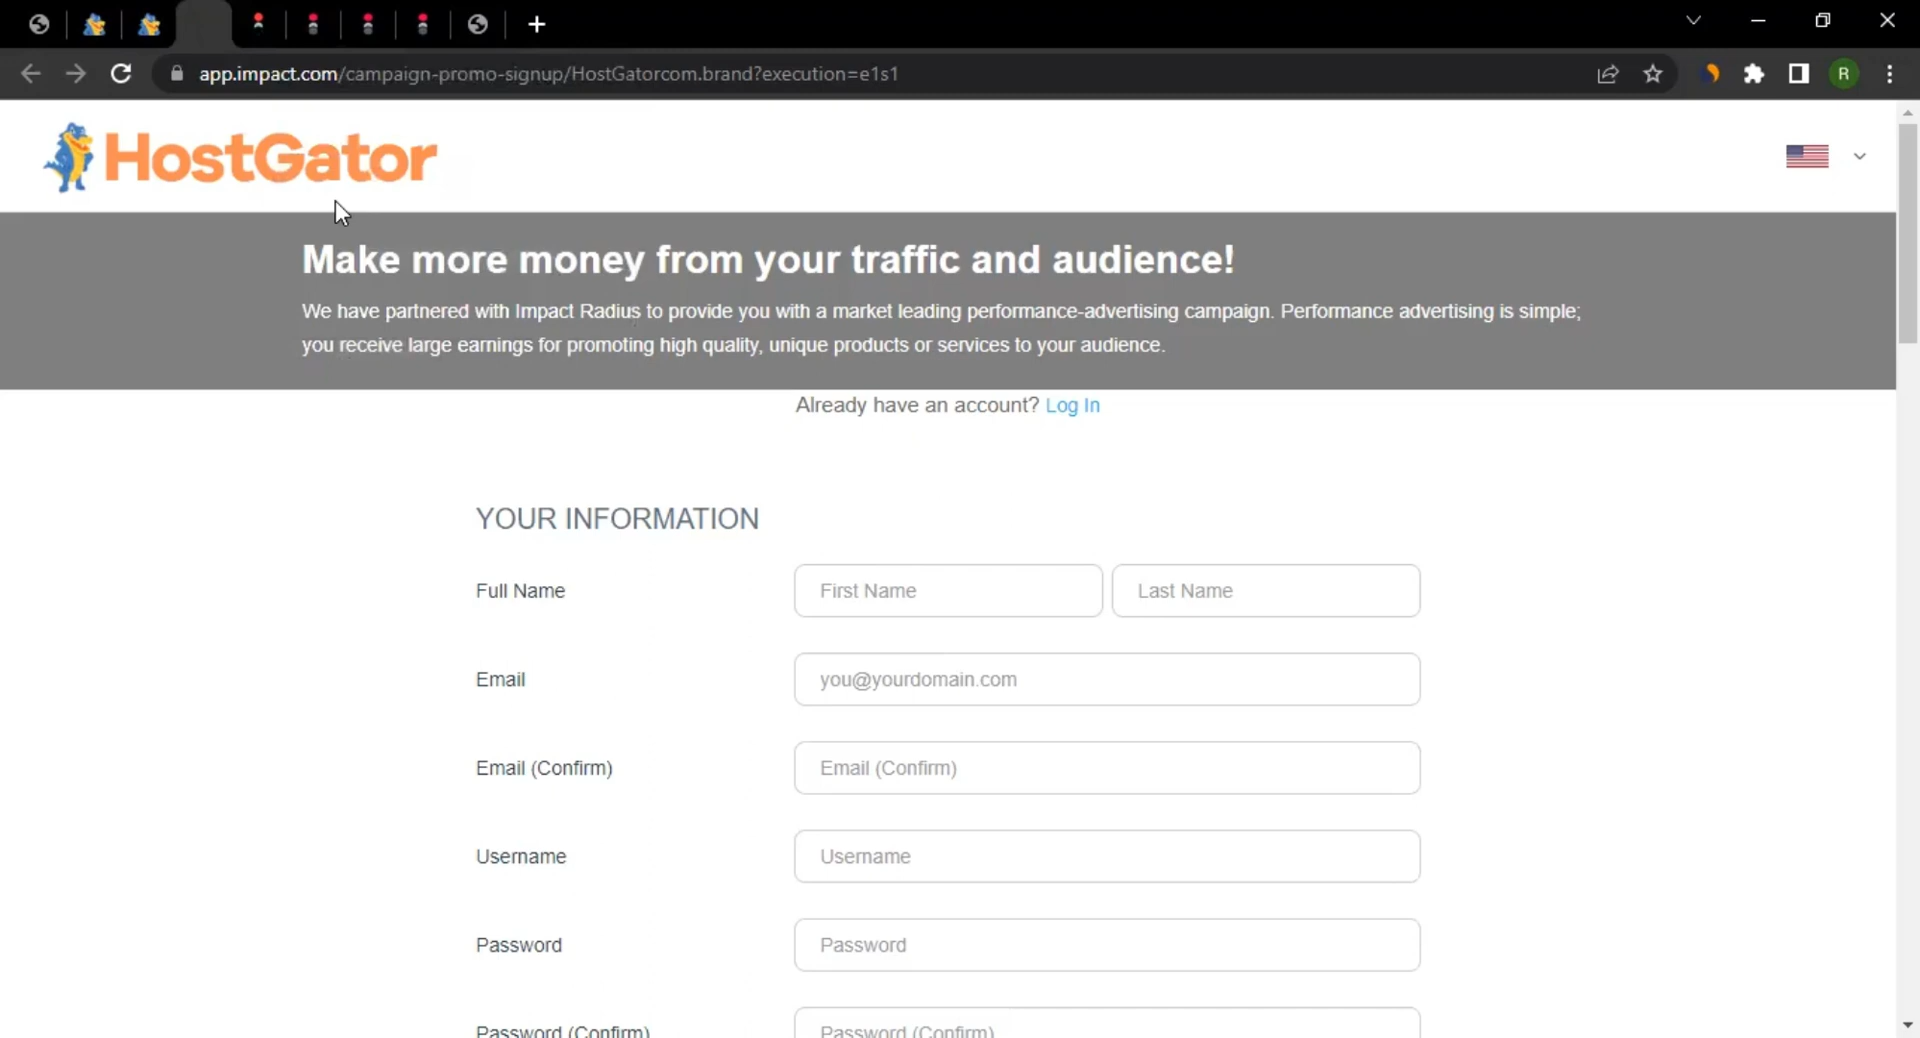 app.impact.com/campaign-promo-signup/HostGatorcom.brand?execution=e1s1
R
HostGator
Make more money from your traffic and audience!
We have partnered with Impact Radius to provide you with a market leading performance-advertising campaign. Performance advertising is simple;
you receive large earnings for promoting high quality, unique products or services to your audience.
Already have an account? Log In
YOUR INFORMATION
Full Name First Name Last Name
Email you@yourdomain.com
Email (Confirm) Email (Confirm)
Username Username
Password Password
Password (Confirm) Password (Confirm)